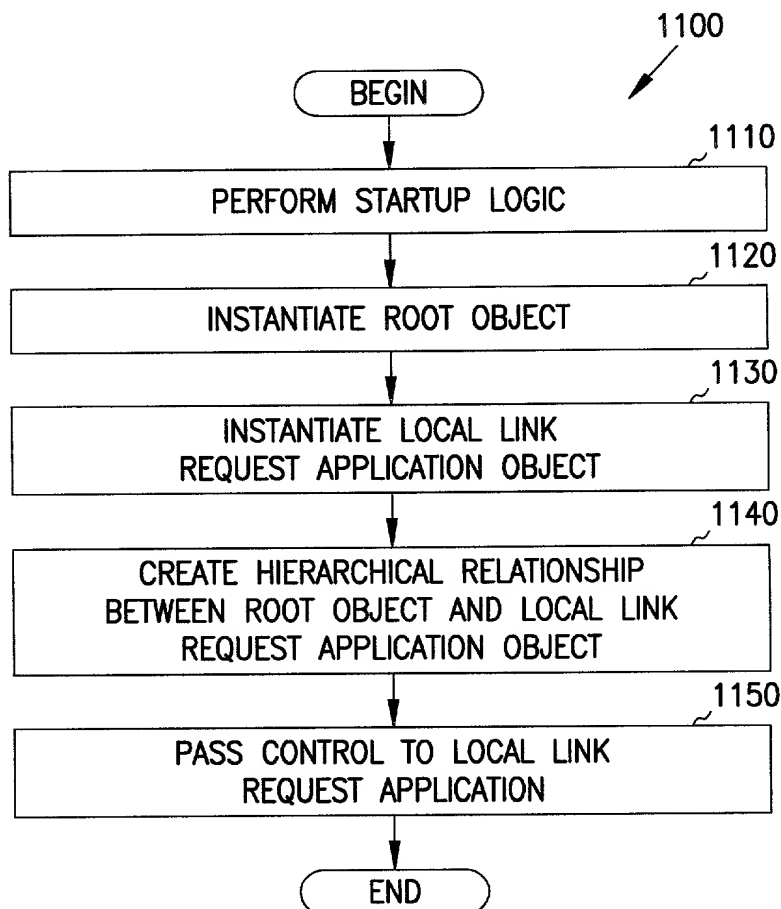 1100
BEGIN
1110
PERFORM STARTUP LOGIC
1120
INSTANTIATE ROOT OBJECT
1130
INSTANTIATE LOCAL LINK
REQUEST APPLICATION OBJECT
1140
CREATE HIERARCHICAL RELATIONSHIP
BETWEEN ROOT OBJECT AND LOCAL LINK
REQUEST APPLICATION OBJECT
1150
PASS CONTROL TO LOCAL LINK
REQUEST APPLICATION
END